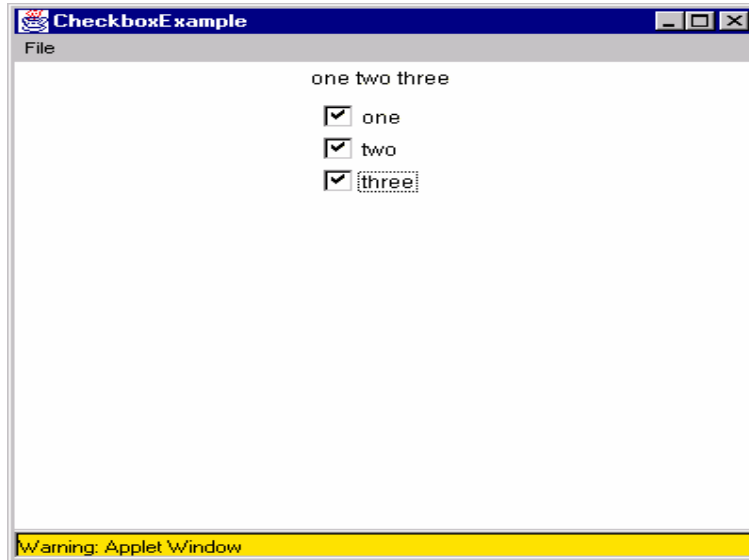 CheckboxExample
File
one two three
one
two
three
Warning: Applet Window